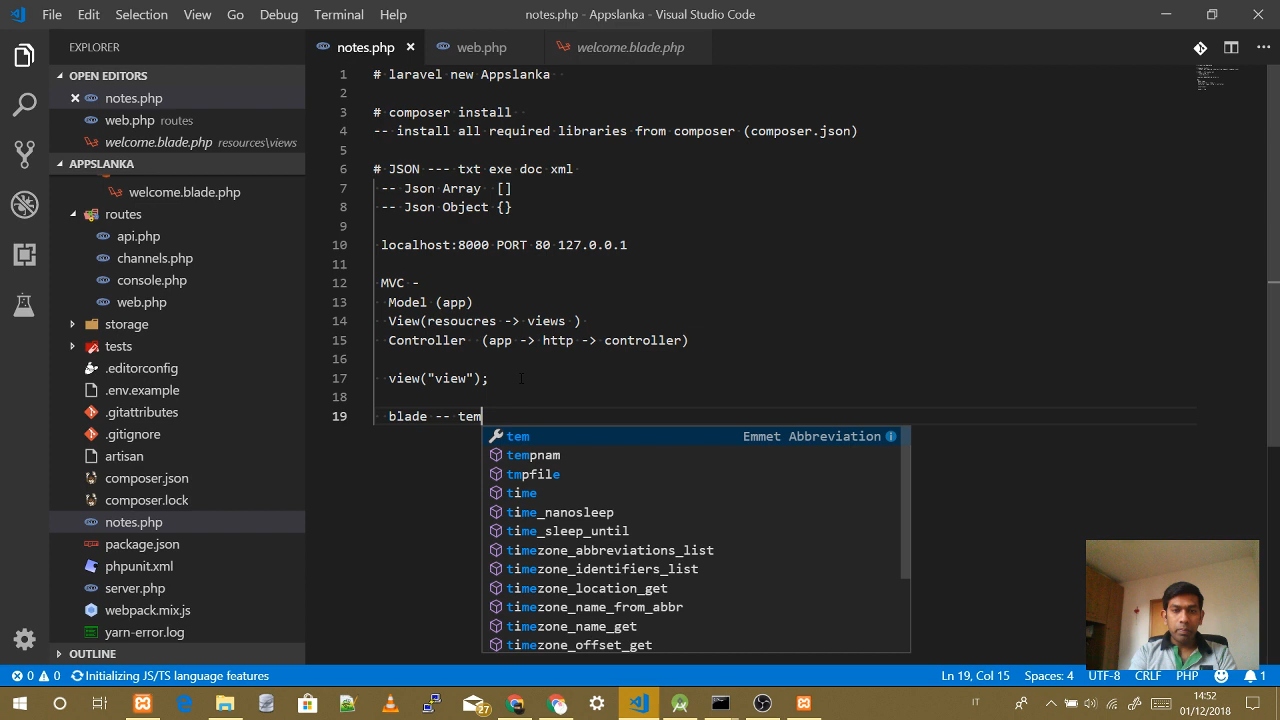 File Edit Selection View Go Debug Terminal Help
notes.php - Appslanka - Visual Studio Code
EXPLORER
OPEN EDITORS
notes.php
web.php routes
welcome.blade.php resources\views
APPSLANKA
welcome.blade.php
routes
api.php
channels.php
console.php
web.php
storage
tests
.editorconfig
.env.example
.gitattributes
.gitignore
artisan
composer.json
composer.lock
notes.php
package.json
phpunit.xml
server.php
webpack.mix.js
yarn-error.log
OUTLINE
notes.php web.php welcome.blade.php
1 # laravel new Appslanka
2
3 # composer install
4 -- install all required libraries from composer (composer.json)
5
6 # JSON --- txt exe doc xml
7 -- Json Array []
8 -- Json Object {}
9
10 localhost:8000 PORT 80 127.0.0.1
11
12 MVC -
13 Model (app)
14 View(resoucres -> views )
15 Controller (app -> http -> controller)
16
17 view("view");
18
19 blade -- tem
tem Emmet Abbreviation
tempnam
tmpfile
time
time_nanosleep
time_sleep_until
timezone_abbreviations_list
timezone_identifiers_list
timezone_location_get
timezone_name_from_abbr
timezone_name_get
timezone_offset_get
0 0 Initializing JS/TS language features
Ln 19, Col 15 Spaces: 4 UTF-8 CRLF PHP 1
27
IT
14:52
01/12/2018